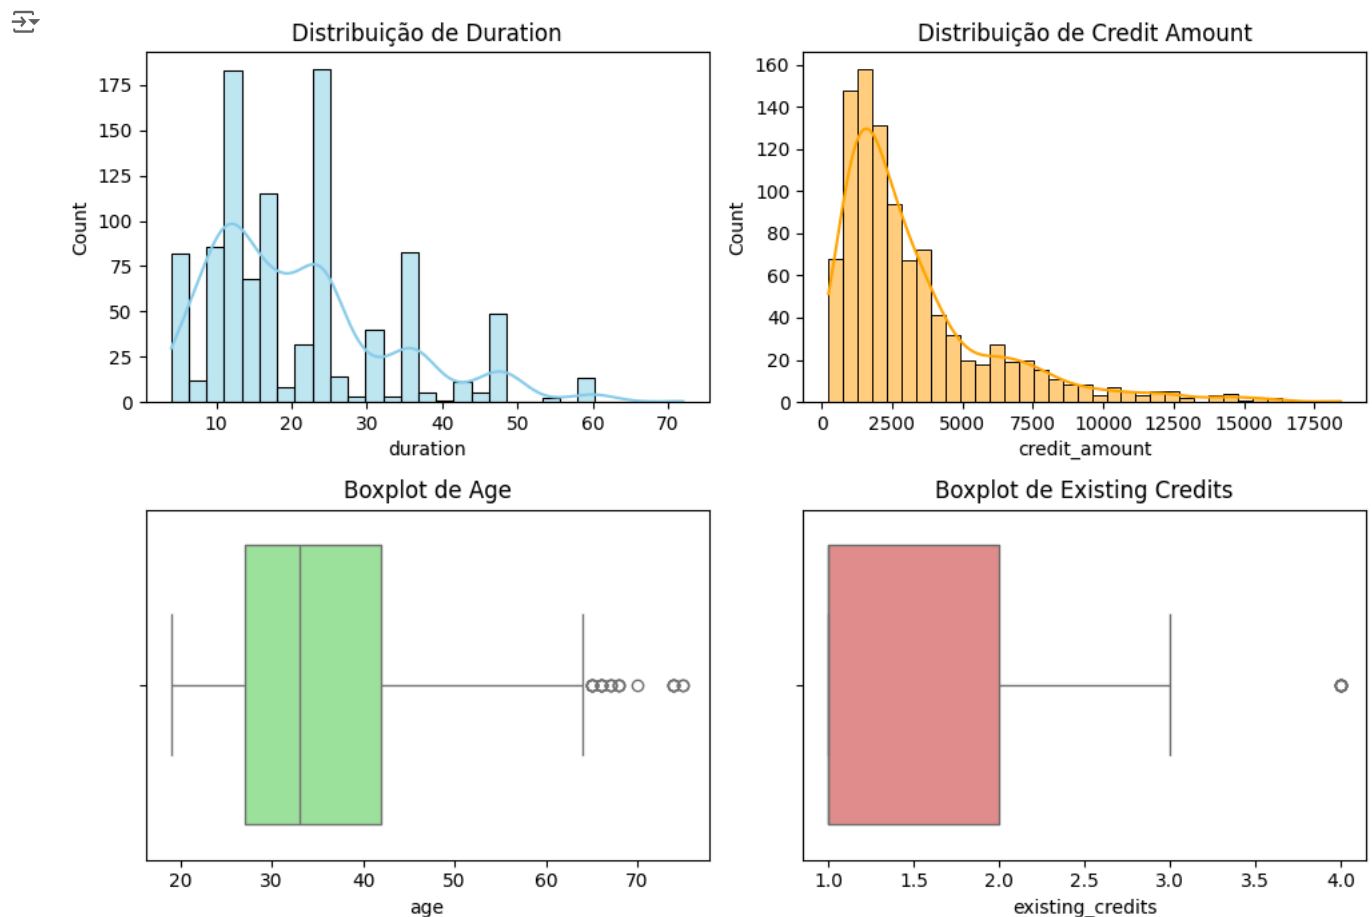 Distribuição de Duration
175
150
125
100
75
50
25
0
Count
10 20 30 40 50 60 70
duration
Distribuição de Credit Amount
160
140
120
100
80
60
40
20
0
Count
0 2500 5000 7500 10000 12500 15000 17500
credit_amount
Boxplot de Age
20 30 40 50 60 70
age
Boxplot de Existing Credits
1.0 1.5 2.0 2.5 3.0 3.5 4.0
existing_credits